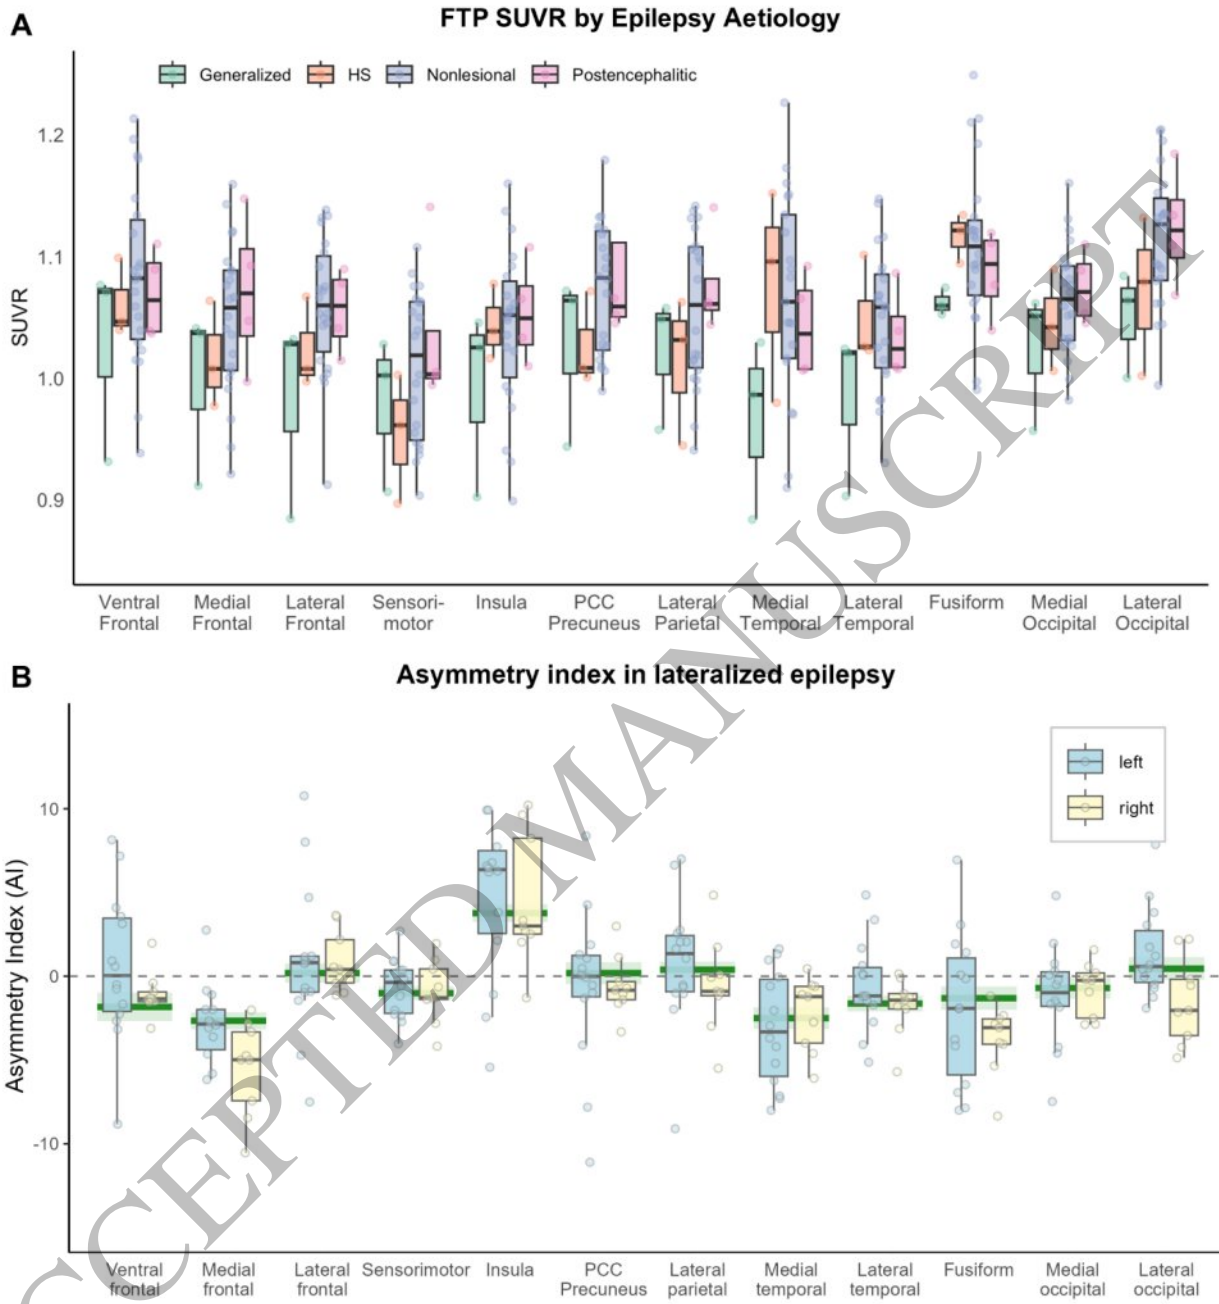 A
FTP SUVR by Epilepsy Aetiology
Generalized HS Nonlesional Postencephalitic
SUVR
1.2
1.1
1.0
0.9
Ventral Medial Lateral Sensori- Insula PCC Lateral Medial Lateral Fusiform Medial Lateral
Frontal Frontal Frontal motor Precuneus Parietal Temporal Temporal Occipital Occipital
B
Asymmetry index in lateralized epilepsy
left
right
Asymmetry Index (AI)
10
0
-10
Ventral Medial Lateral Sensorimotor Insula PCC Lateral Medial Lateral Fusiform Medial Lateral
frontal frontal frontal Precuneus parietal temporal temporal occipital occipital
CCEPTED MANUSCRIPT